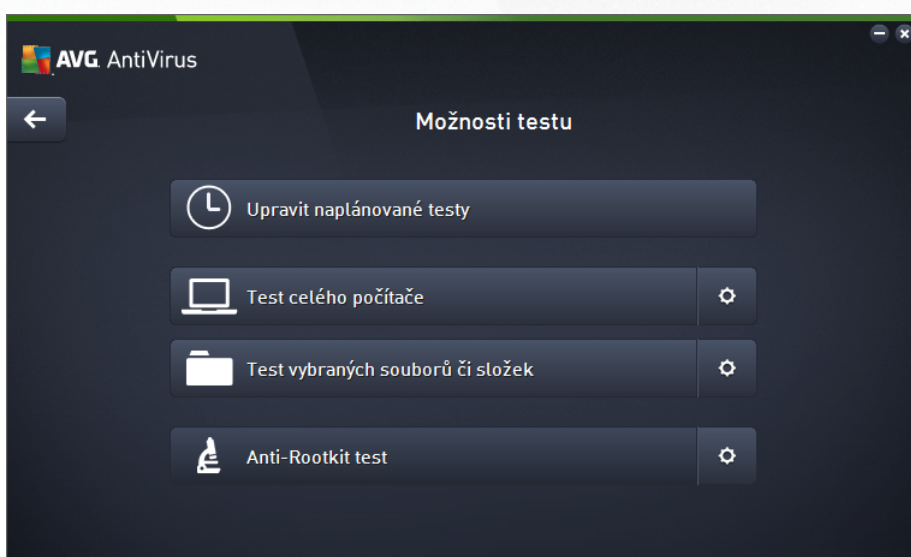 AVG. AntiVirus
Možnosti testu
Upravit naplánované testy
Test celého počítače
Test vybraných souborů či složek
Anti-Rootkit test